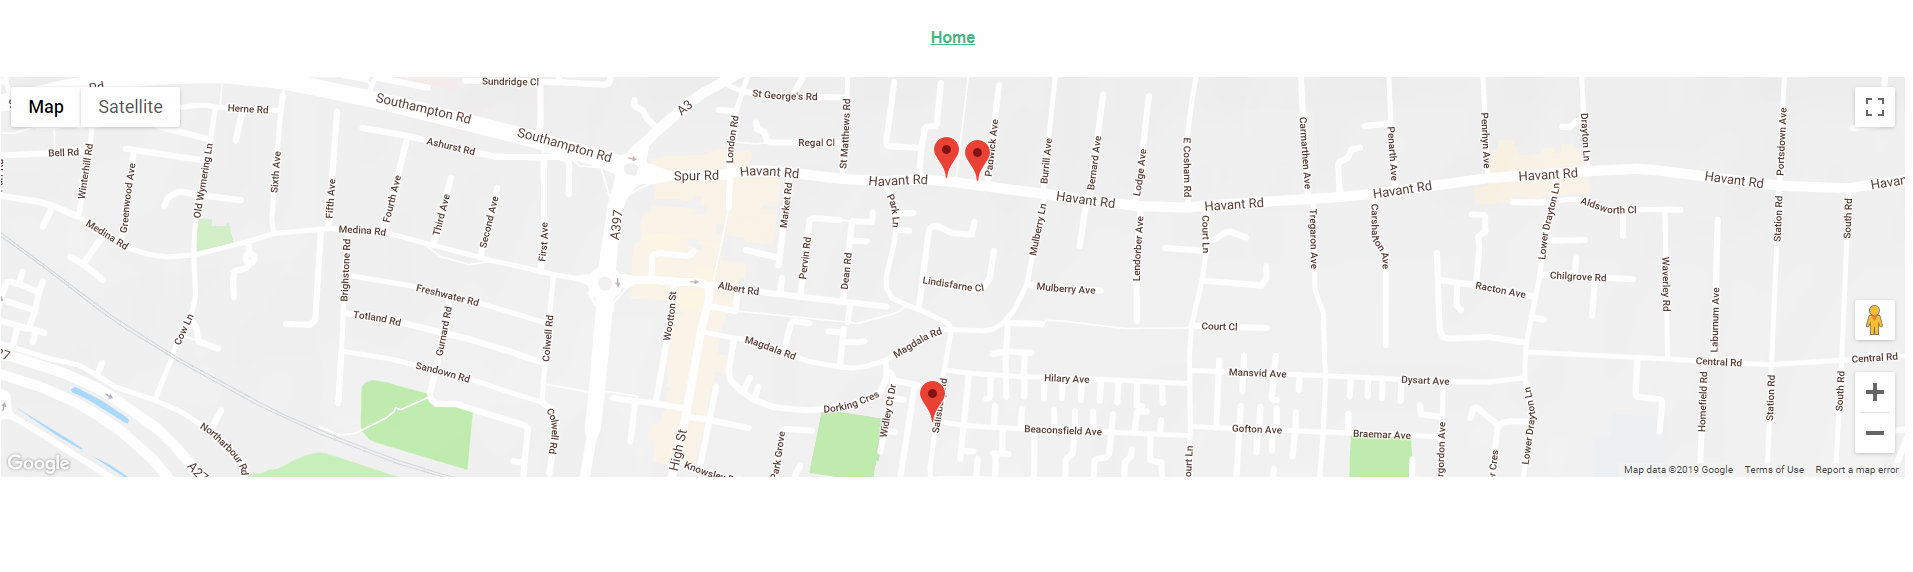 Home
Sundridge Cl
Map
Satellite
Southampton Rd
A3
St George's Rd
Herne Rd
Southampton Rd
London Rd
St Matthews Rd
Regal Cl
Padwick Ave
Burrill Ave
Bernard Ave
Lodge Ave
E Cosham Rd
Carmarthen Ave
Penarth Ave
Penrhyn Ave
Drayton Ln
Portsdown Ave
Bell Rd
Winterhill Rd
Greenwood Ave
Old Wymering Ln
Sixth Ave
Fifth Ave
Ashurst Rd
Fourth Ave
Third Ave
Second Ave
First Ave
A397
Spur Rd
Havant Rd
Market Rd
Havant Rd
Park Ln
Havant Rd
Havant Rd
Havant Rd
Havant Rd
Havant Rd
Havan
Medina Rd
Medina Rd
Brighstone Rd
Pervin Rd
Dean Rd
Mulberry Ln
Lendorber Ave
Court Ln
Tregaron Ave
Carshalton Ave
Lower Drayton Ln
Aldsworth Cl
Station Rd
South Rd
Freshwater Rd
Albert Rd
Lindisfarne Cl
Mulberry Ave
Racton Ave
Chilgrove Rd
Waverley Rd
Laburnum Ave
Cow Ln
Totland Rd
Gurnard Rd
Colwell Rd
Wootton St
Magdala Rd
Magdala Rd
Court Cl
Central Rd
Central Rd
27
Sandown Rd
Hilary Ave
Mansvid Ave
Dysart Ave
Dorking Cres
Widley Ct Dr
Lower Drayton Ln
Homefield Rd
Station Rd
South Rd
Northarbour Rd
Colwell Rd
High St
Park Grove
Beaconsfield Ave
Gofton Ave
Braemar Ave
Google
A27
Knowsley
ourt Ln
rgordon Ave
er Cres
Map data ©2019 Google
Terms of Use
Report a map error